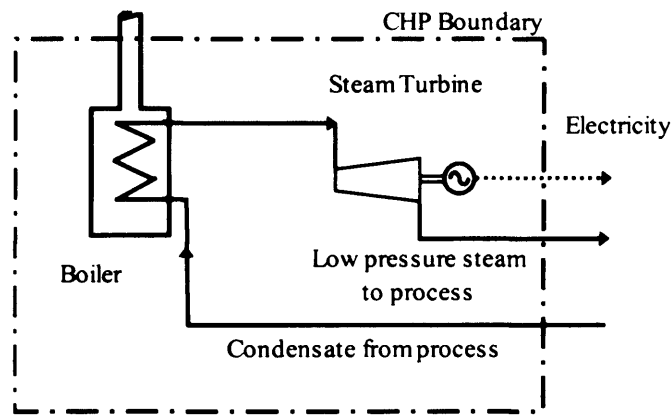 CHP Boundary
Steam Turbine
Electricity
Boiler
Low pressure steam
to process
Condensate from process